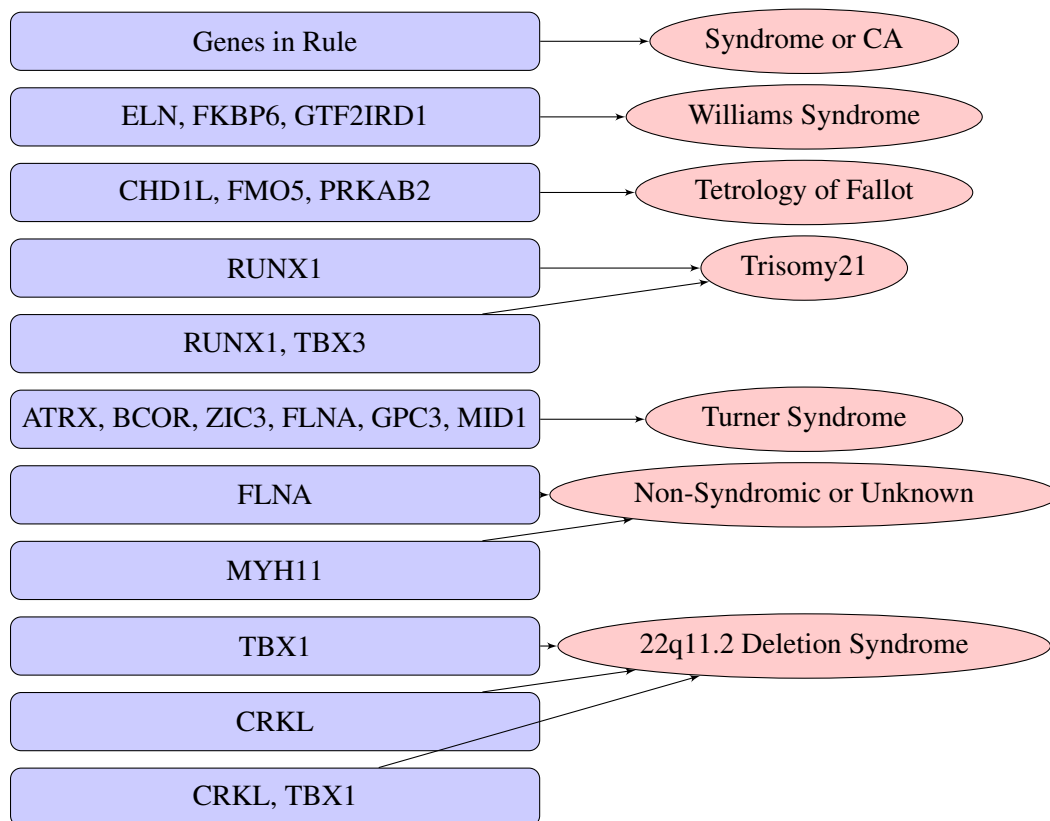 Genes in Rule
Syndrome or CA
ELN, FKBP6, GTF2IRD1
Williams Syndrome
CHD1L, FMO5, PRKAB2
Tetrology of Fallot
RUNX1
Trisomy21
RUNX1, TBX3
ATRX, BCOR, ZIC3, FLNA, GPC3, MID1
Turner Syndrome
FLNA
Non-Syndromic or Unknown
MYH11
TBX1
22q11.2 Deletion Syndrome
CRKL
CRKL, TBX1